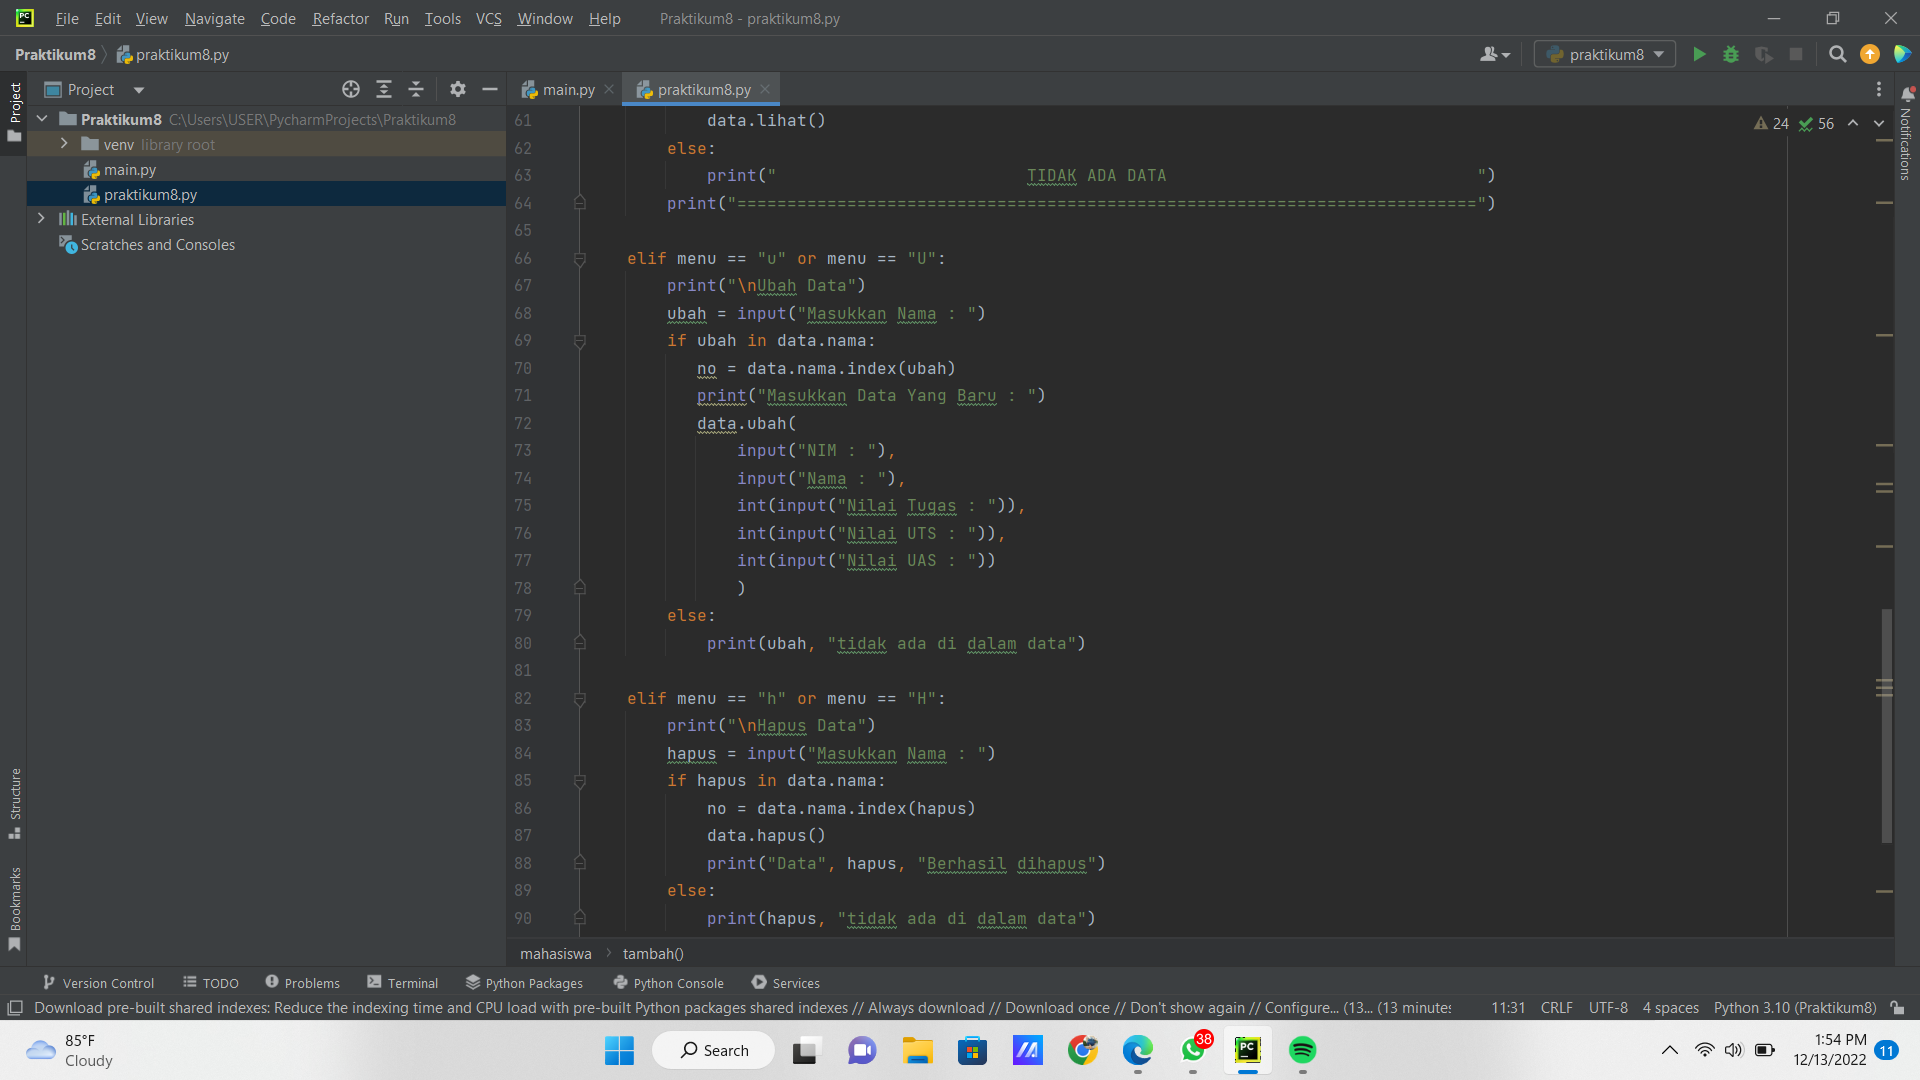 File Edit View Navigate Code Refactor Run Tools VCS Window Help Praktikum8 - praktikum8.py
Praktikum8 praktikum8.py praktikum8
Project
Project
main.py praktikum8.py
Notifications
Praktikum8 C:\Users\USER\PycharmProjects\Praktikum8
venv library root
main.py
praktikum8.py
External Libraries
Scratches and Consoles
24 56
61 data.lihat()
62 else:
63 print("                         TIDAK ADA DATA                               ")
64 print("==========================================================================")
65
66 elif menu == "u" or menu == "U":
67 print("\nUbah Data")
68 ubah = input("Masukkan Nama : ")
69 if ubah in data.nama:
70 no = data.nama.index(ubah)
71 print("Masukkan Data Yang Baru : ")
72 data.ubah(
73 input("NIM : "),
74 input("Nama : "),
75 int(input("Nilai Tugas : ")),
76 int(input("Nilai UTS : ")),
77 int(input("Nilai UAS : "))
78 )
79 else:
80 print(ubah, "tidak ada di dalam data")
81
82 elif menu == "h" or menu == "H":
83 print("\nHapus Data")
84 hapus = input("Masukkan Nama : ")
85 if hapus in data.nama:
86 no = data.nama.index(hapus)
87 data.hapus()
88 print("Data", hapus, "Berhasil dihapus")
89 else:
90 print(hapus, "tidak ada di dalam data")
Structure
Bookmarks
mahasiswa tambah()
Version Control TODO Problems Terminal Python Packages Python Console Services
Download pre-built shared indexes: Reduce the indexing time and CPU load with pre-built Python packages shared indexes // Always download // Download once // Don't show again // Configure... (13... (13 minutes 11:31 CRLF UTF-8 4 spaces Python 3.10 (Praktikum8)
85°F
Cloudy
Search
38
1:54 PM
12/13/2022
11